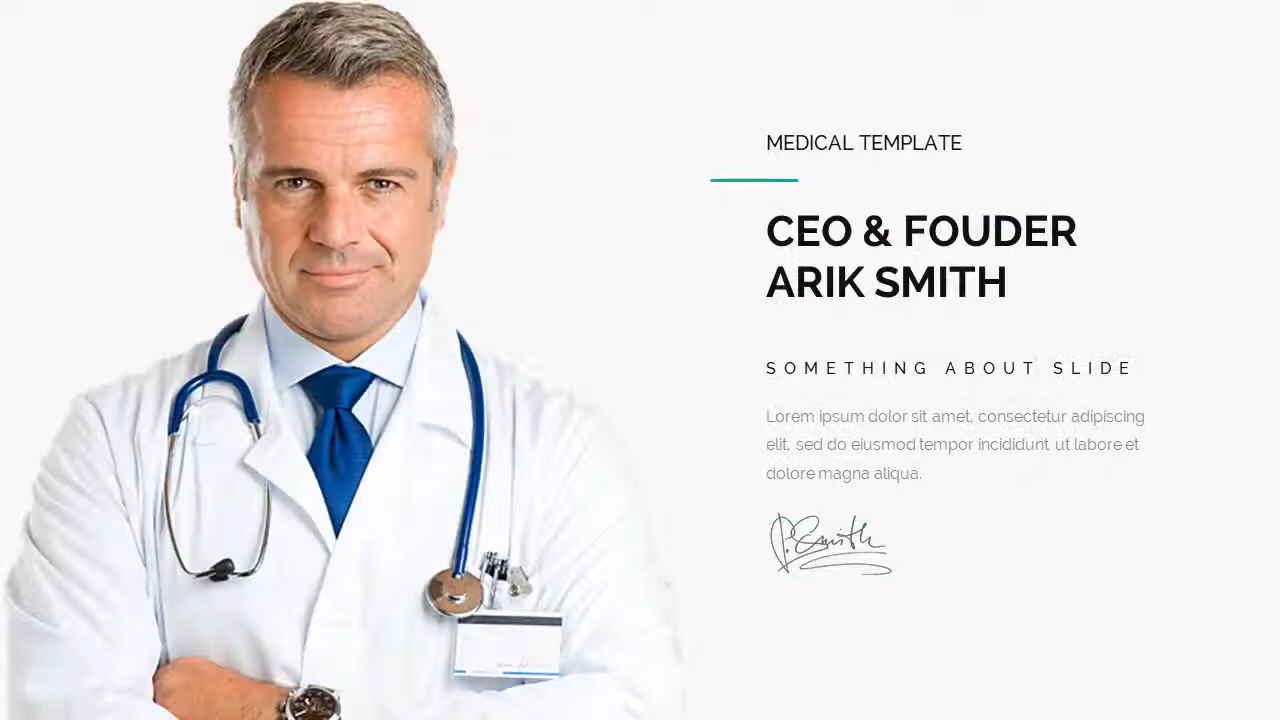 MEDICAL TEMPLATE
CEO & FOUDER
ARIK SMITH
SOMETHING ABOUT SLIDE
Lorem ipsum dolor sit amet, consectetur adipiscing
elit, sed do eiusmod tempor incididunt ut labore et
dolore magna aliqua.
P. Smith